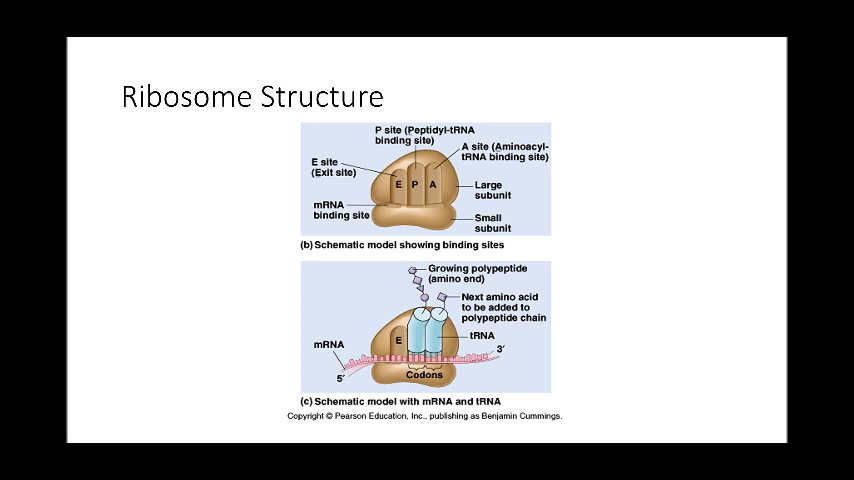 Ribosome Structure
P site (Peptidyl-tRNA
binding site)
A site (Aminoacyl-
tRNA binding site)
E site
(Exit site)
E P A
Large
subunit
mRNA
binding site
Small
subunit
(b) Schematic model showing binding sites
Growing polypeptide
(amino end)
Next amino acid
to be added to
polypeptide chain
E
tRNA
mRNA
3′
5′
Codons
(c) Schematic model with mRNA and tRNA
Copyright © Pearson Education, Inc., publishing as Benjamin Cummings.